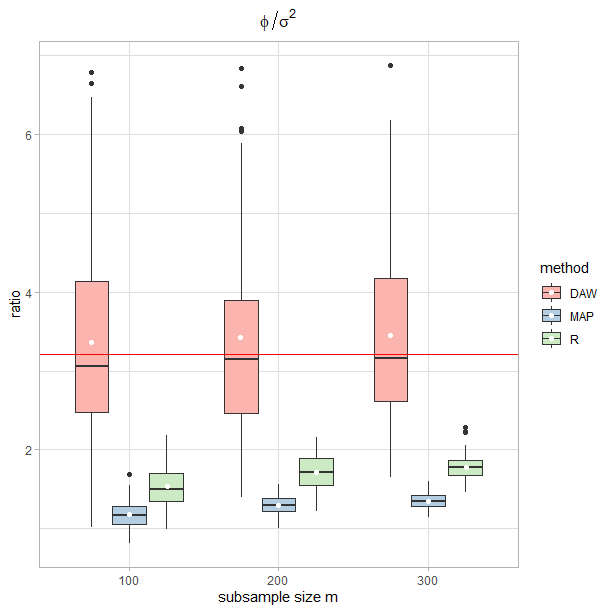 ϕ/σ²
ratio
6
4
2
100 200 300
subsample size m
method
DAW
MAP
R